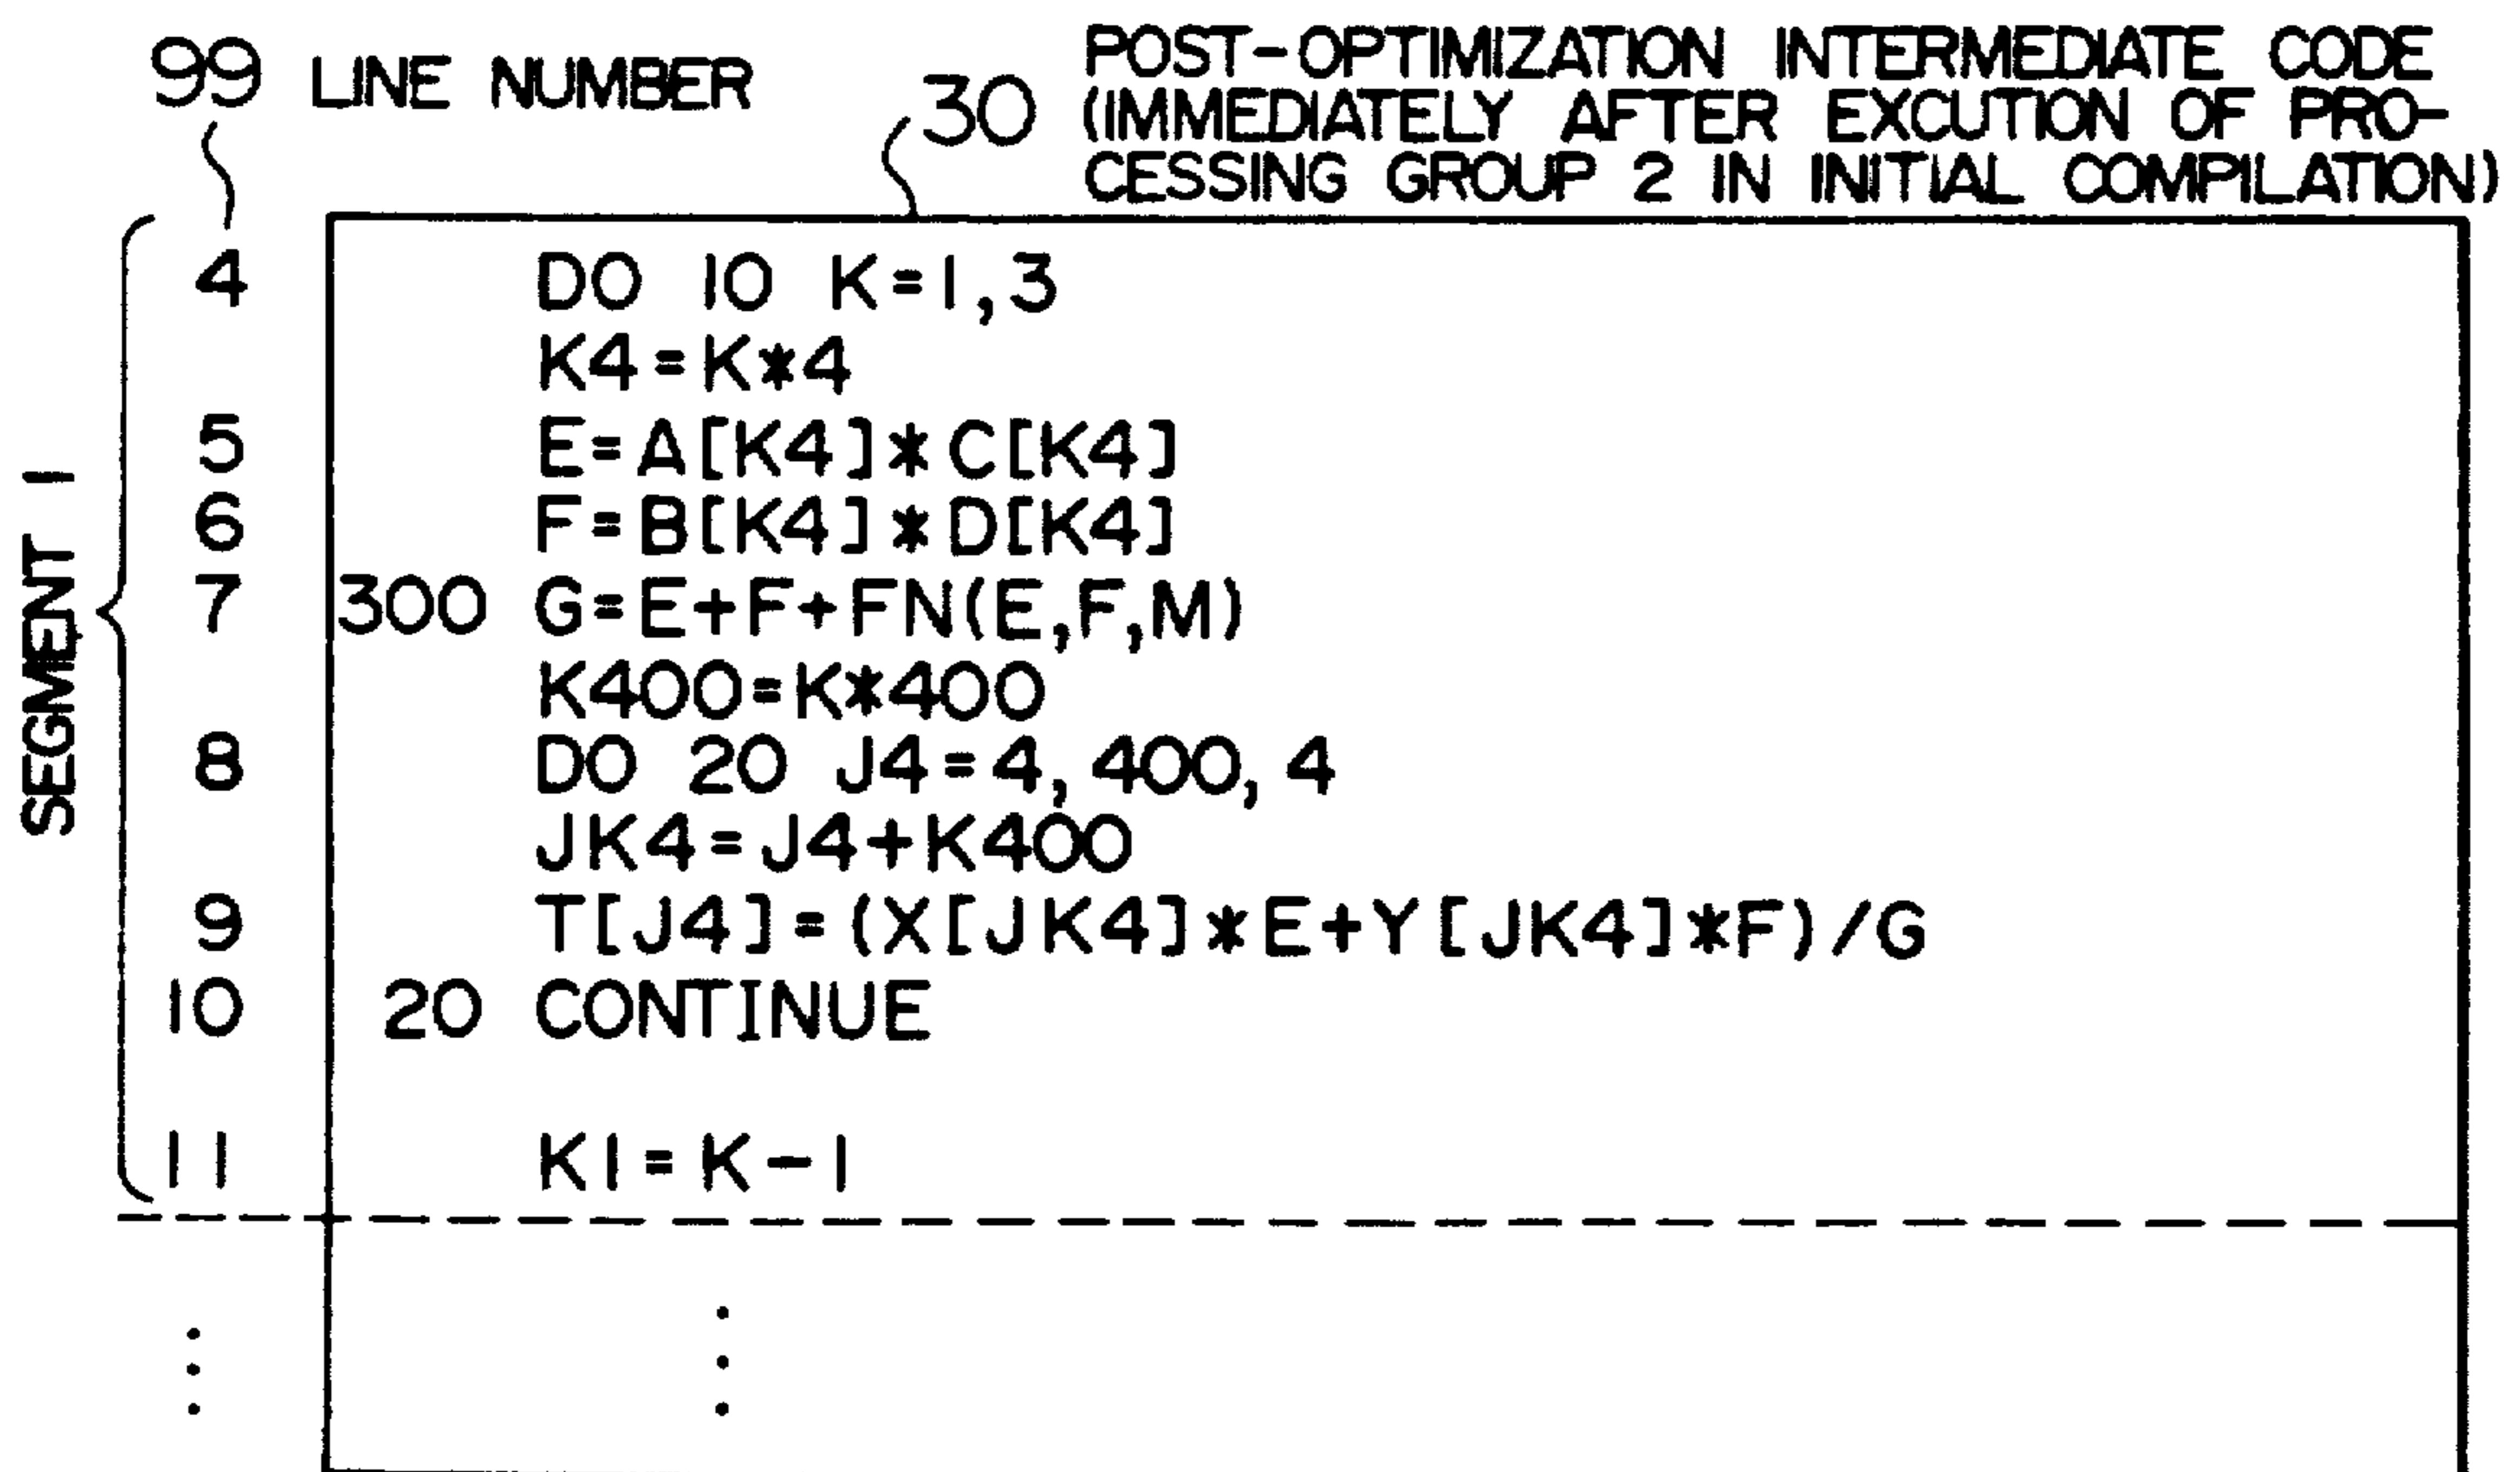 99 LINE NUMBER
30 POST-OPTIMIZATION INTERMEDIATE CODE
(IMMEDIATELY AFTER EXCUTION OF PRO-
CESSING GROUP 2 IN INITIAL COMPILATION)
SEGMENT 1
4 DO 10 K=1,3
K4=K*4
5 E=A[K4]*C[K4]
6 F=B[K4]*D[K4]
7 300 G=E+F+FN(E,F,M)
K400=K*400
8 DO 20 J4=4,400,4
JK4=J4+K400
9 T[J4]=(X[JK4]*E+Y[JK4]*F)/G
10 20 CONTINUE
11 K1=K-1